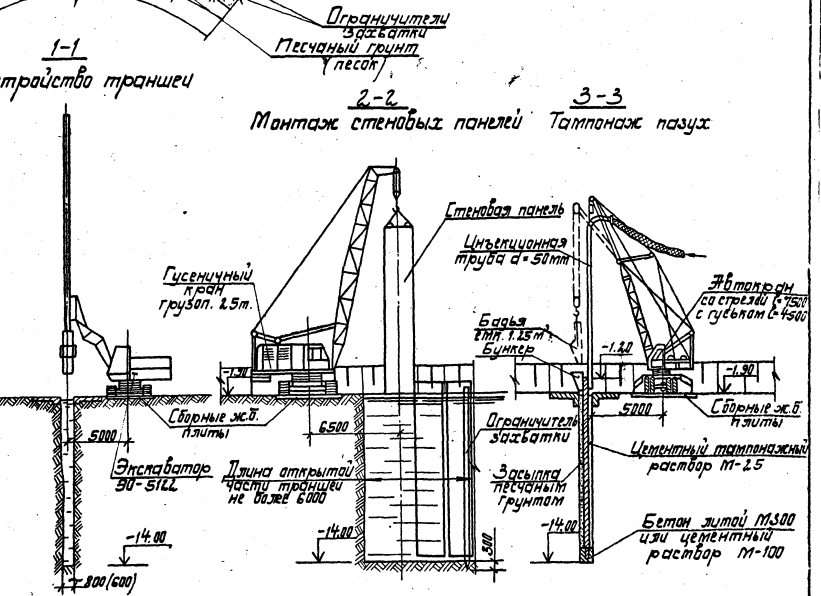 Ограничители
захватки
Песчаный грунт
(песок)
1-1
стройство траншеи
2-2
Монтаж стеновых панелей
3-3
Тампонаж пазух
Стеновая панель
Инъекционная
труба d=50мм
Гусеничный
кран
грузоп. 25т.
Автокран
со стрелой ℓ=7500
с гуськом ℓ=4500
Бадья
емк. 1.25м³.
Бункер
-1.90
-1.20
-1.90
Сборные ж.б.
плиты
5000
6500
Ограничитель
захватки
5000
Сборные ж.б.
плиты
Экскаватор
ЭО-5122
Длина открытой
части траншеи
не более 6000
Засыпка
песчаным
грунтом
Цементный тампонажный
раствор М-25
-14.00
-14.00
300
-14.00
Бетон литой М300
или цементный
раствор М-100
800(600)